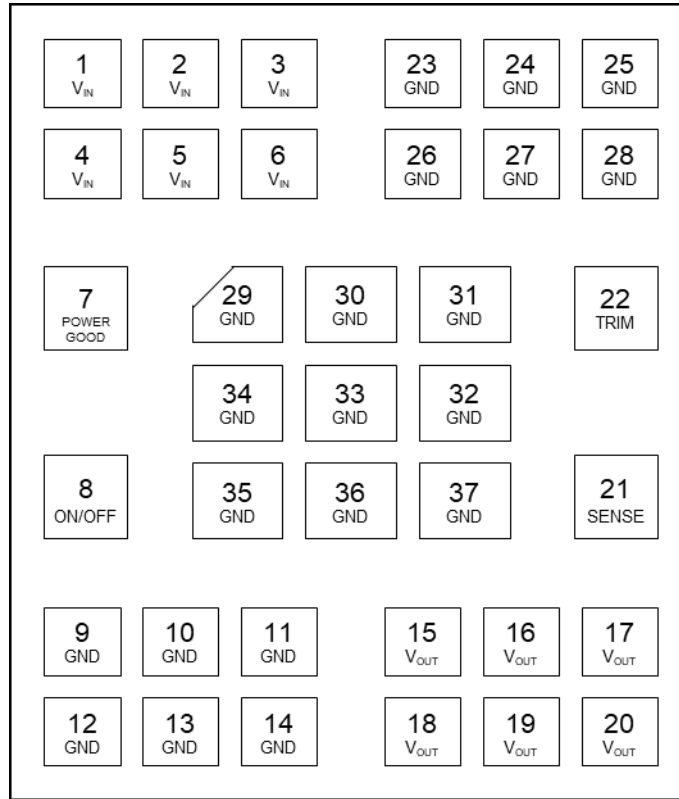 1 2 3 23 24 25
VIN VIN VIN GND GND GND
4 5 6 26 27 28
VIN VIN VIN GND GND GND
7 29 30 31 22
POWER GND GND GND TRIM
GOOD
34 33 32
GND GND GND
8 35 36 37 21
ON/OFF GND GND GND SENSE
9 10 11 15 16 17
GND GND GND VOUT VOUT VOUT
12 13 14 18 19 20
GND GND GND VOUT VOUT VOUT